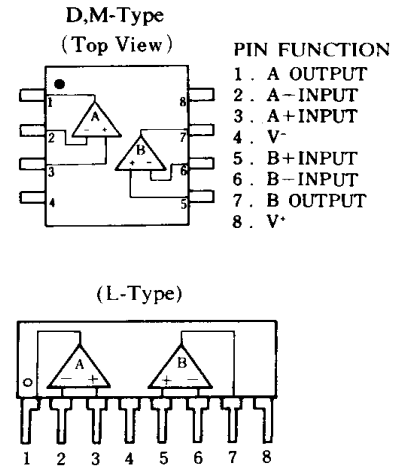 D,M-Type
(Top View)
PIN FUNCTION
1 . A OUTPUT
2 . A−INPUT
3 . A+INPUT
4 . V-
5 . B+INPUT
6 . B−INPUT
7 . B OUTPUT
8 . V+
1 8
A
- +
2 7
B
+ -
3 6
4 5
(L-Type)
A B
− + + −
1 2 3 4 5 6 7 8